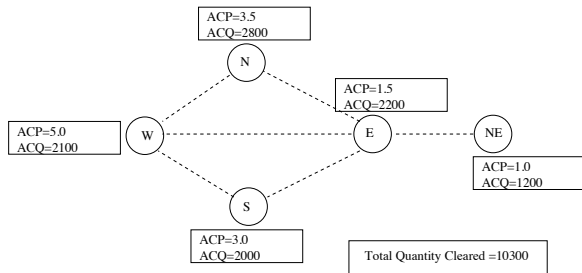 ACP=3.5
ACQ=2800
N
ACP=1.5
ACQ=2200
ACP=5.0
ACQ=2100
W
E
NE
ACP=1.0
ACQ=1200
S
ACP=3.0
ACQ=2000
Total Quantity Cleared =10300